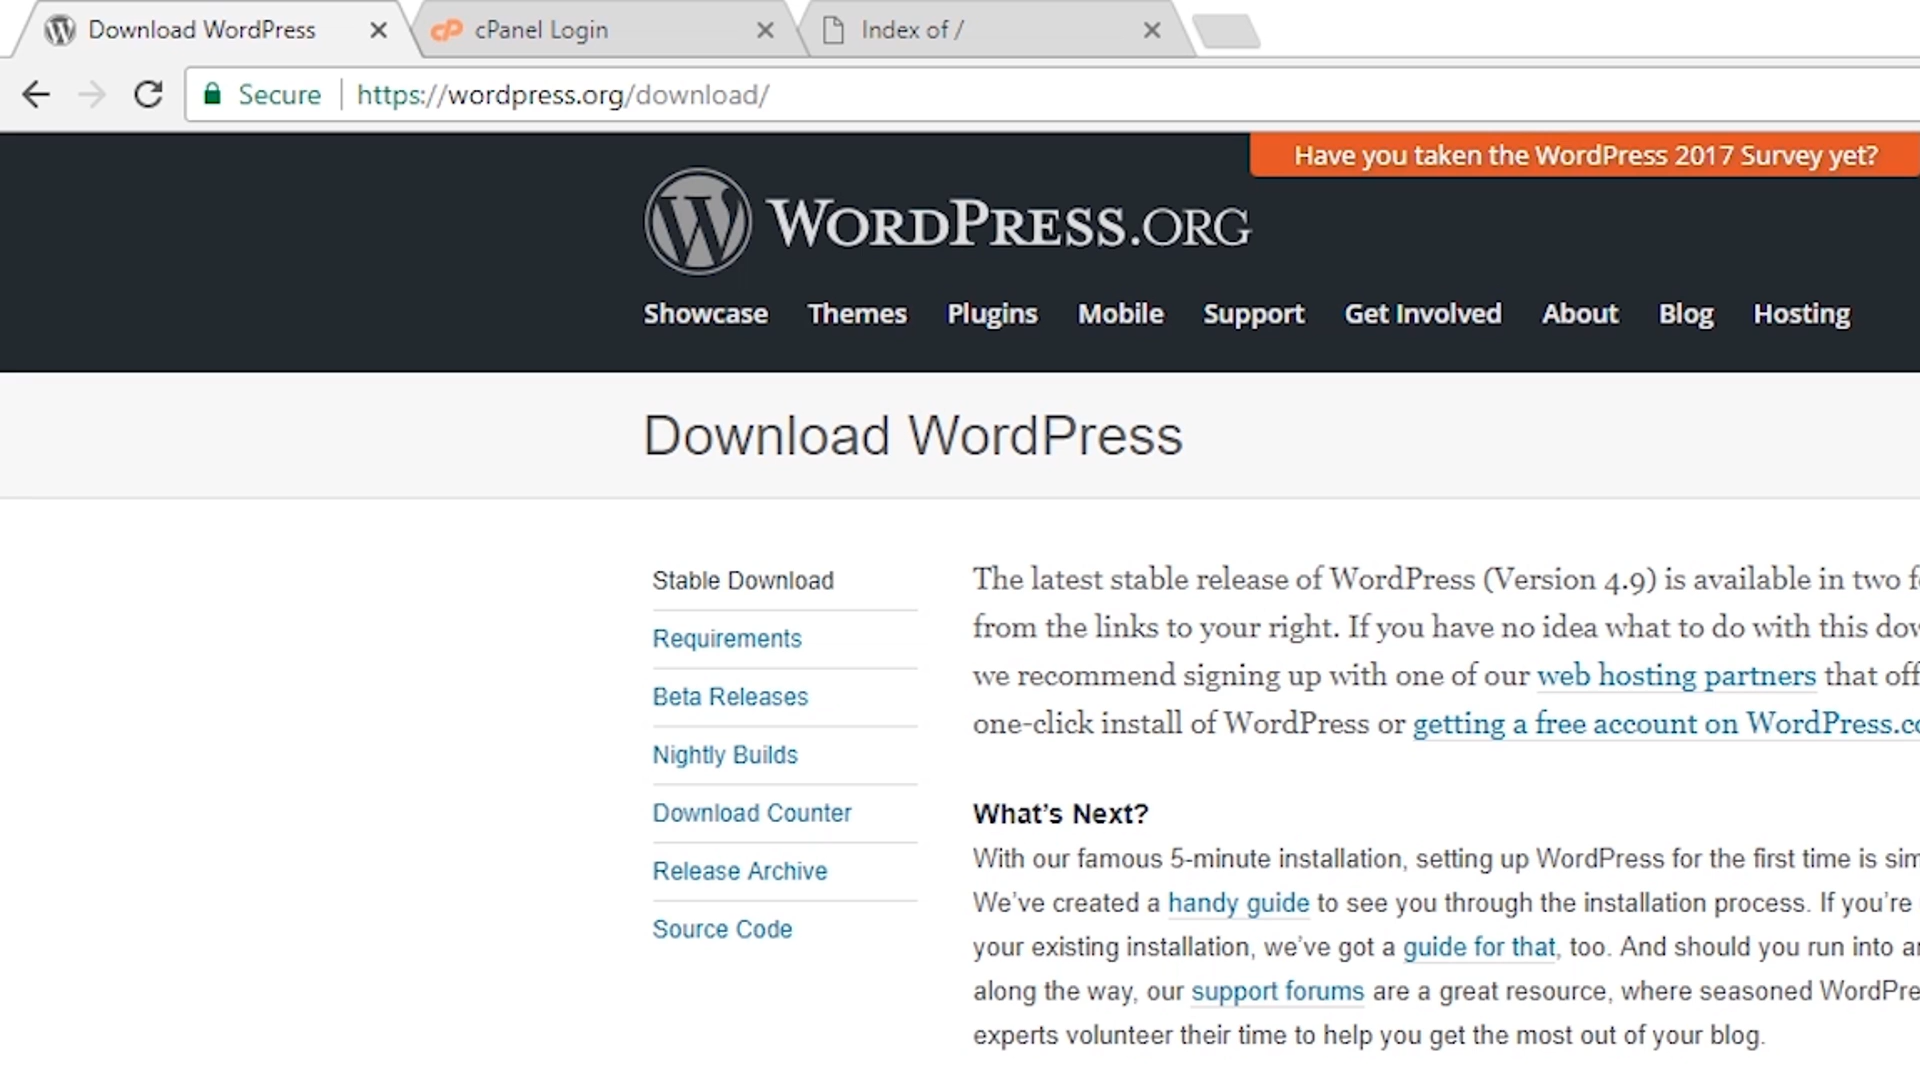 Download WordPress
cPanel Login
Index of /
Secure
https://wordpress.org/download/
Have you taken the WordPress 2017 Survey yet?
WORDPRESS.ORG
Showcase Themes Plugins Mobile Support Get Involved About Blog Hosting
Download WordPress
Stable Download
Requirements
Beta Releases
Nightly Builds
Download Counter
Release Archive
Source Code
The latest stable release of WordPress (Version 4.9) is available in two
from the links to your right. If you have no idea what to do with this
we recommend signing up with one of our web hosting partners that
one-click install of WordPress or getting a free account on
What’s Next?
With our famous 5-minute installation, setting up WordPress for the first time is
We’ve created a handy guide to see you through the installation process. If you’re
your existing installation, we’ve got a guide for that, too. And should you run into
along the way, our support forums are a great resource, where seasoned
experts volunteer their time to help you get the most out of your blog.